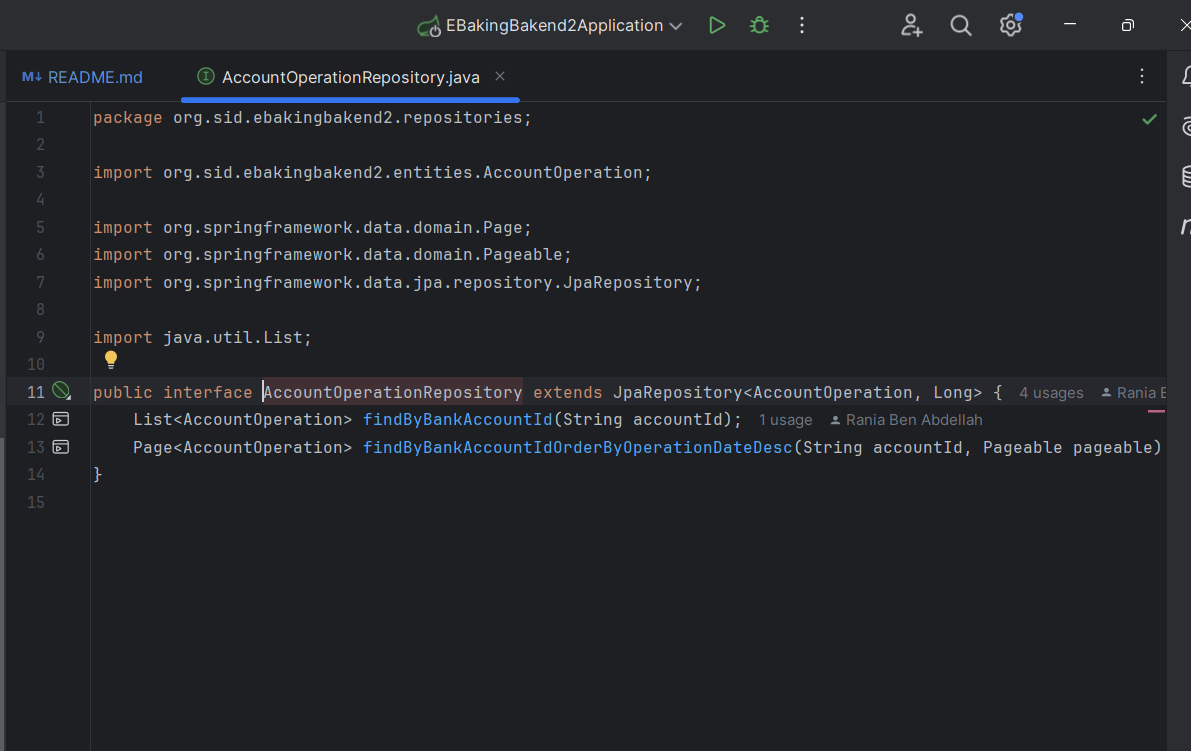 EBakingBakend2Application
M↓ README.md
AccountOperationRepository.java
1 package org.sid.ebakingbakend2.repositories;
2
3 import org.sid.ebakingbakend2.entities.AccountOperation;
4
5 import org.springframework.data.domain.Page;
6 import org.springframework.data.domain.Pageable;
7 import org.springframework.data.jpa.repository.JpaRepository;
8
9 import java.util.List;
10
11 public interface AccountOperationRepository extends JpaRepository<AccountOperation, Long> { 4 usages Rania
12 List<AccountOperation> findByBankAccountId(String accountId); 1 usage Rania Ben Abdellah
13 Page<AccountOperation> findByBankAccountIdOrderByOperationDateDesc(String accountId, Pageable pageable)
14 }
15